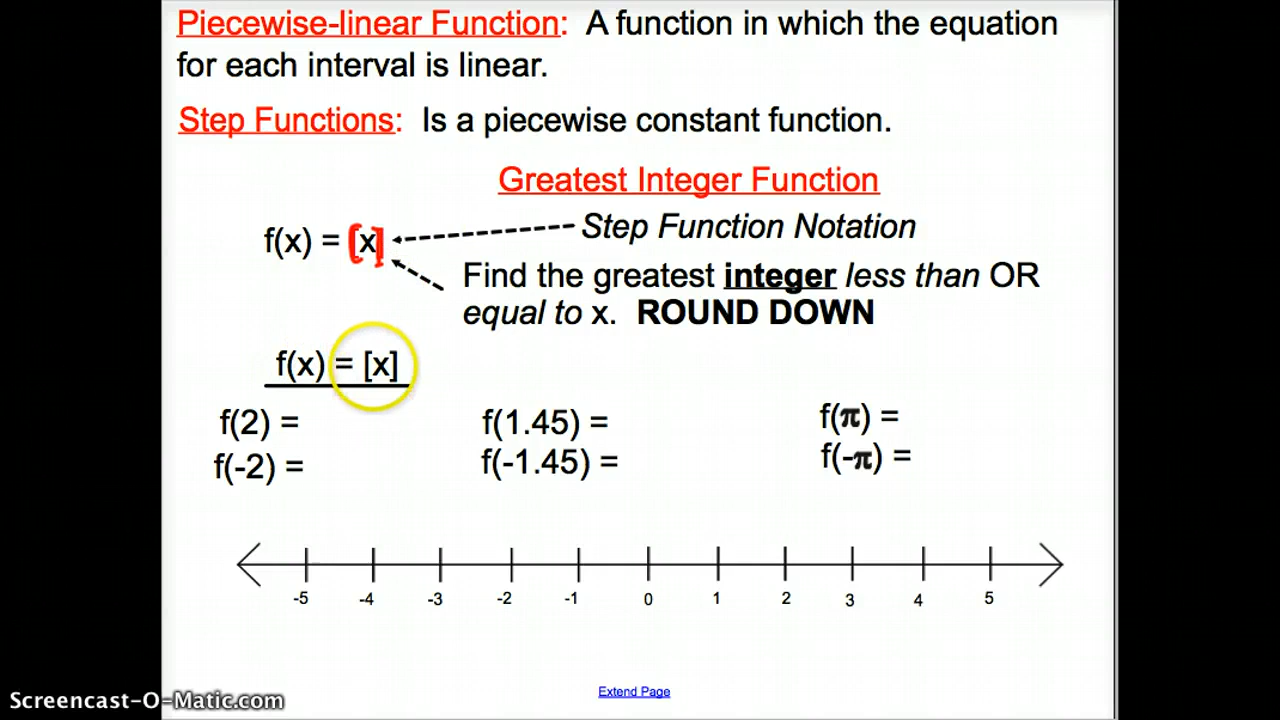 Piecewise-linear Function: A function in which the equation
for each interval is linear.
Step Functions: Is a piecewise constant function.
Greatest Integer Function
f(x) = [x]
Step Function Notation
Find the greatest integer less than OR
equal to x. ROUND DOWN
f(x) = [x]
f(2) = f(1.45) = f(π) =
f(-2) = f(-1.45) = f(-π) =
-5 -4 -3 -2 -1 0 1 2 3 4 5
Extend Page
Screencast-O-Matic.com